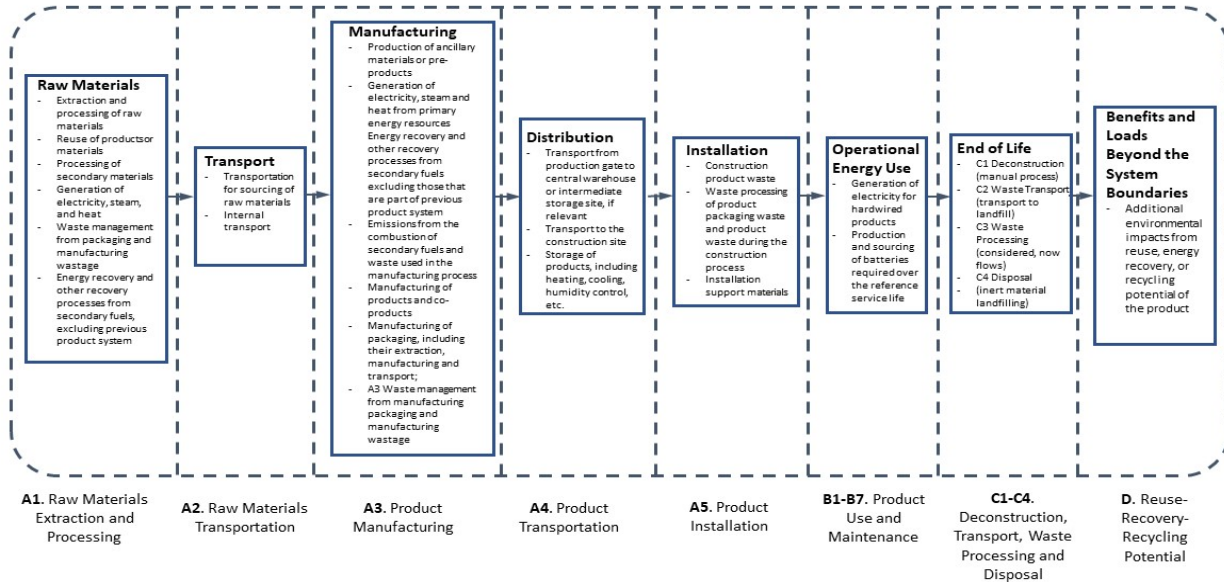 Raw Materials
- Extraction and
processing of raw
materials
- Reuse of productsor
materials
- Processing of
secondary materials
- Generation of
electricity, steam,
and heat
- Waste management
from packaging and
manufacturing
wastage
- Energy recovery and
other recovery
processes from
secondary fuels,
excluding previous
product system
Transport
- Transportation
for sourcing of
raw materials
- Internal
transport
Manufacturing
- Production of ancillary
materials or pre-
products
- Generation of
electricity, steam and
heat from primary
energy resources
Energy recovery and
other recovery
processes from
secondary fuels
excluding those that
are part of previous
product system
- Emissions from the
combustion of
secondary fuels and
waste used in the
manufacturing process
- Manufacturing of
products and co-
products
- Manufacturing of
packaging, including
their extraction,
manufacturing and
transport;
- A3 Waste management
from manufacturing
packaging and
manufacturing
wastage
Distribution
- Transport from
production gate to
central warehouse
or intermediate
storage site, if
relevant
- Transport to the
construction site
- Storage of
products, including
heating, cooling,
humidity control,
etc.
Installation
- Construction
product waste
- Waste processing
of product
packaging waste
and product
waste during the
construction
process
- Installation
support materials
Operational
Energy Use
- Generation of
electricity for
hardwired
products
- Production
and sourcing
of batteries
required over
the reference
service life
End of Life
- C1 Deconstruction
(manual process)
- C2 Waste Transport
(transport to
landfill)
- C3 Waste
Processing
(considered, now
flows)
- C4 Disposal
- (inert material
landfilling)
Benefits and
Loads
Beyond the
System
Boundaries
- Additional
environmental
impacts from
reuse, energy
recovery, or
recycling
potential of
the product
A1. Raw Materials
Extraction and
Processing
A2. Raw Materials
Transportation
A3. Product
Manufacturing
A4. Product
Transportation
A5. Product
Installation
B1-B7. Product
Use and
Maintenance
C1-C4.
Deconstruction,
Transport, Waste
Processing and
Disposal
D. Reuse-
Recovery-
Recycling
Potential